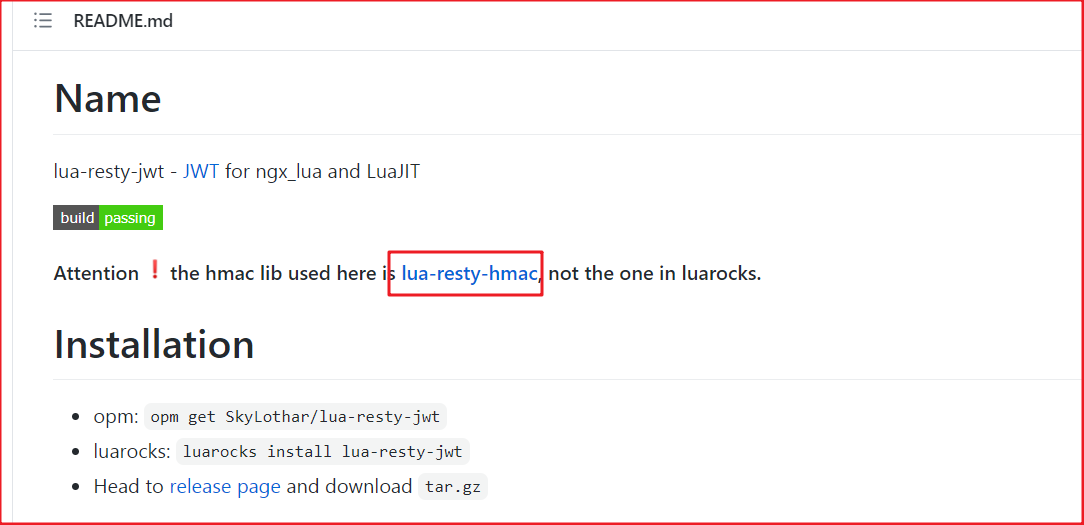 README.md
Name
lua-resty-jwt - JWT for ngx_lua and LuaJIT
build passing
Attention ❗ the hmac lib used here is lua-resty-hmac, not the one in luarocks.
Installation
• opm: opm get SkyLothar/lua-resty-jwt
• luarocks: luarocks install lua-resty-jwt
• Head to release page and download tar.gz